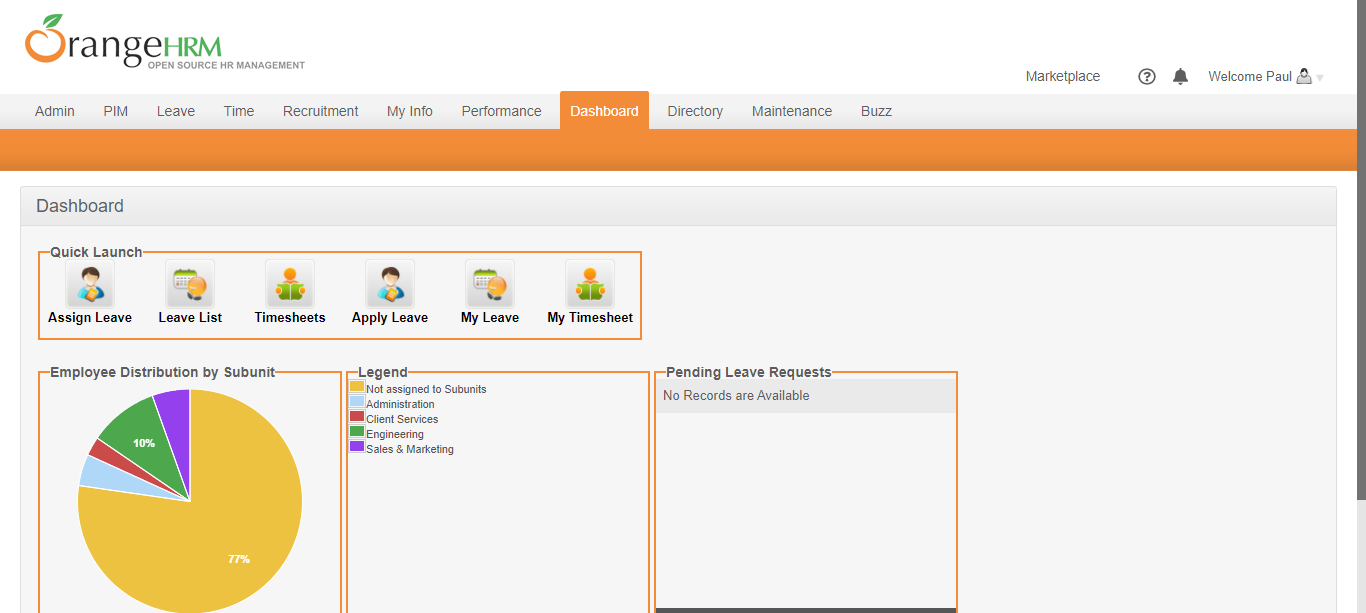 OrangeHRM
OPEN SOURCE HR MANAGEMENT
Marketplace ? Welcome Paul
Admin PIM Leave Time Recruitment My Info Performance Dashboard Directory Maintenance Buzz
Dashboard
Quick Launch
Assign Leave Leave List Timesheets Apply Leave My Leave My Timesheet
Employee Distribution by Subunit
10%
77%
Legend
Not assigned to Subunits
Administration
Client Services
Engineering
Sales & Marketing
Pending Leave Requests
No Records are Available